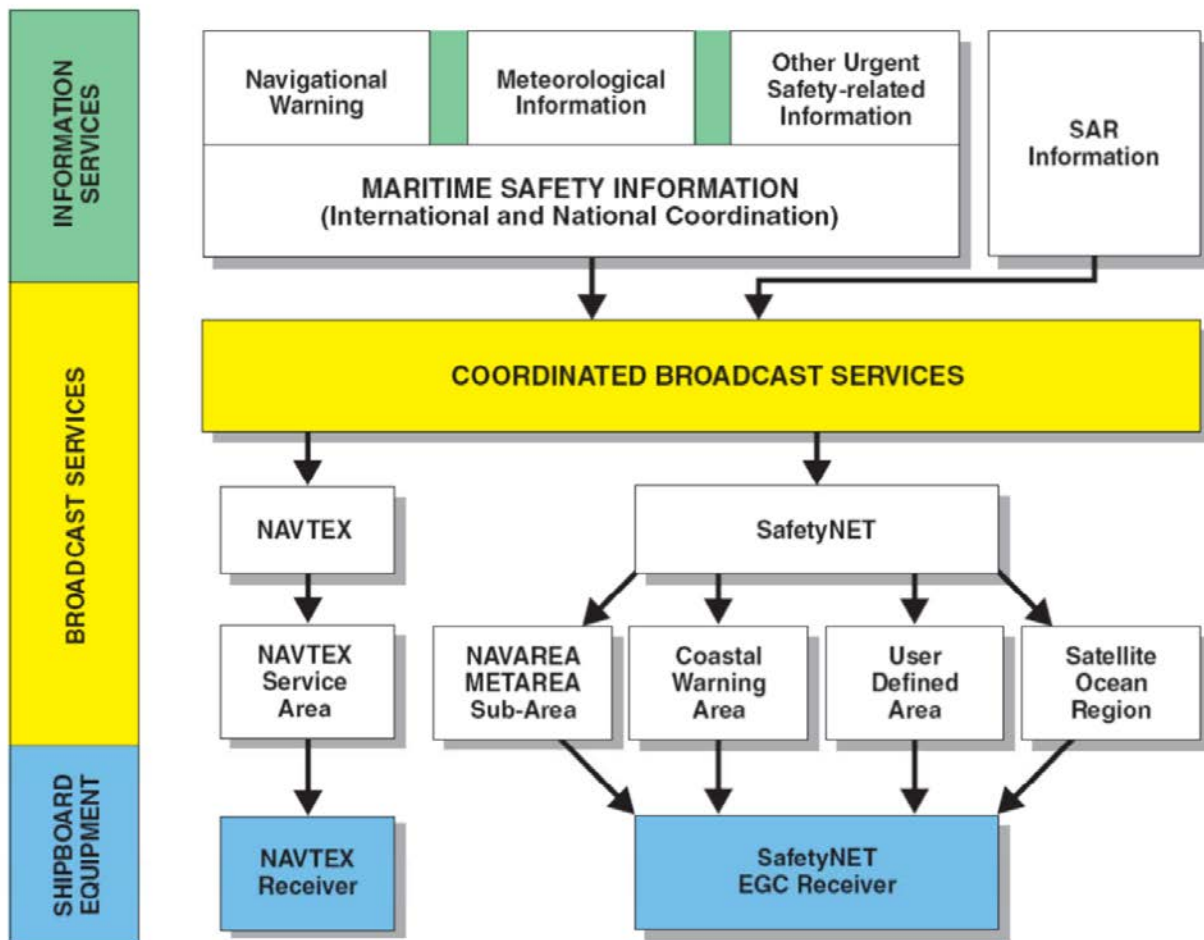 INFORMATION
SERVICES
Navigational
Warning
Meteorological
Information
Other Urgent
Safety-related
Information
SAR
Information
MARITIME SAFETY INFORMATION
(International and National Coordination)
BROADCAST SERVICES
COORDINATED BROADCAST SERVICES
NAVTEX
SafetyNET
NAVTEX
Service
Area
NAVAREA
METAREA
Sub-Area
Coastal
Warning
Area
User
Defined
Area
Satellite
Ocean
Region
SHIPBOARD
EQUIPMENT
NAVTEX
Receiver
SafetyNET
EGC Receiver